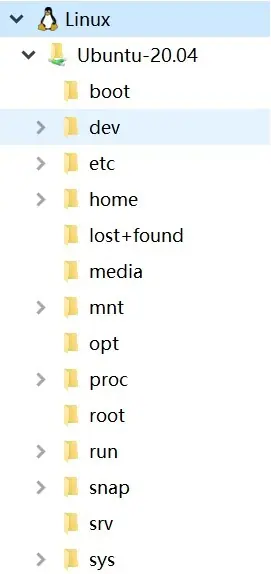 Linux
Ubuntu-20.04
boot
dev
etc
home
lost+found
media
mnt
opt
proc
root
run
snap
srv
sys